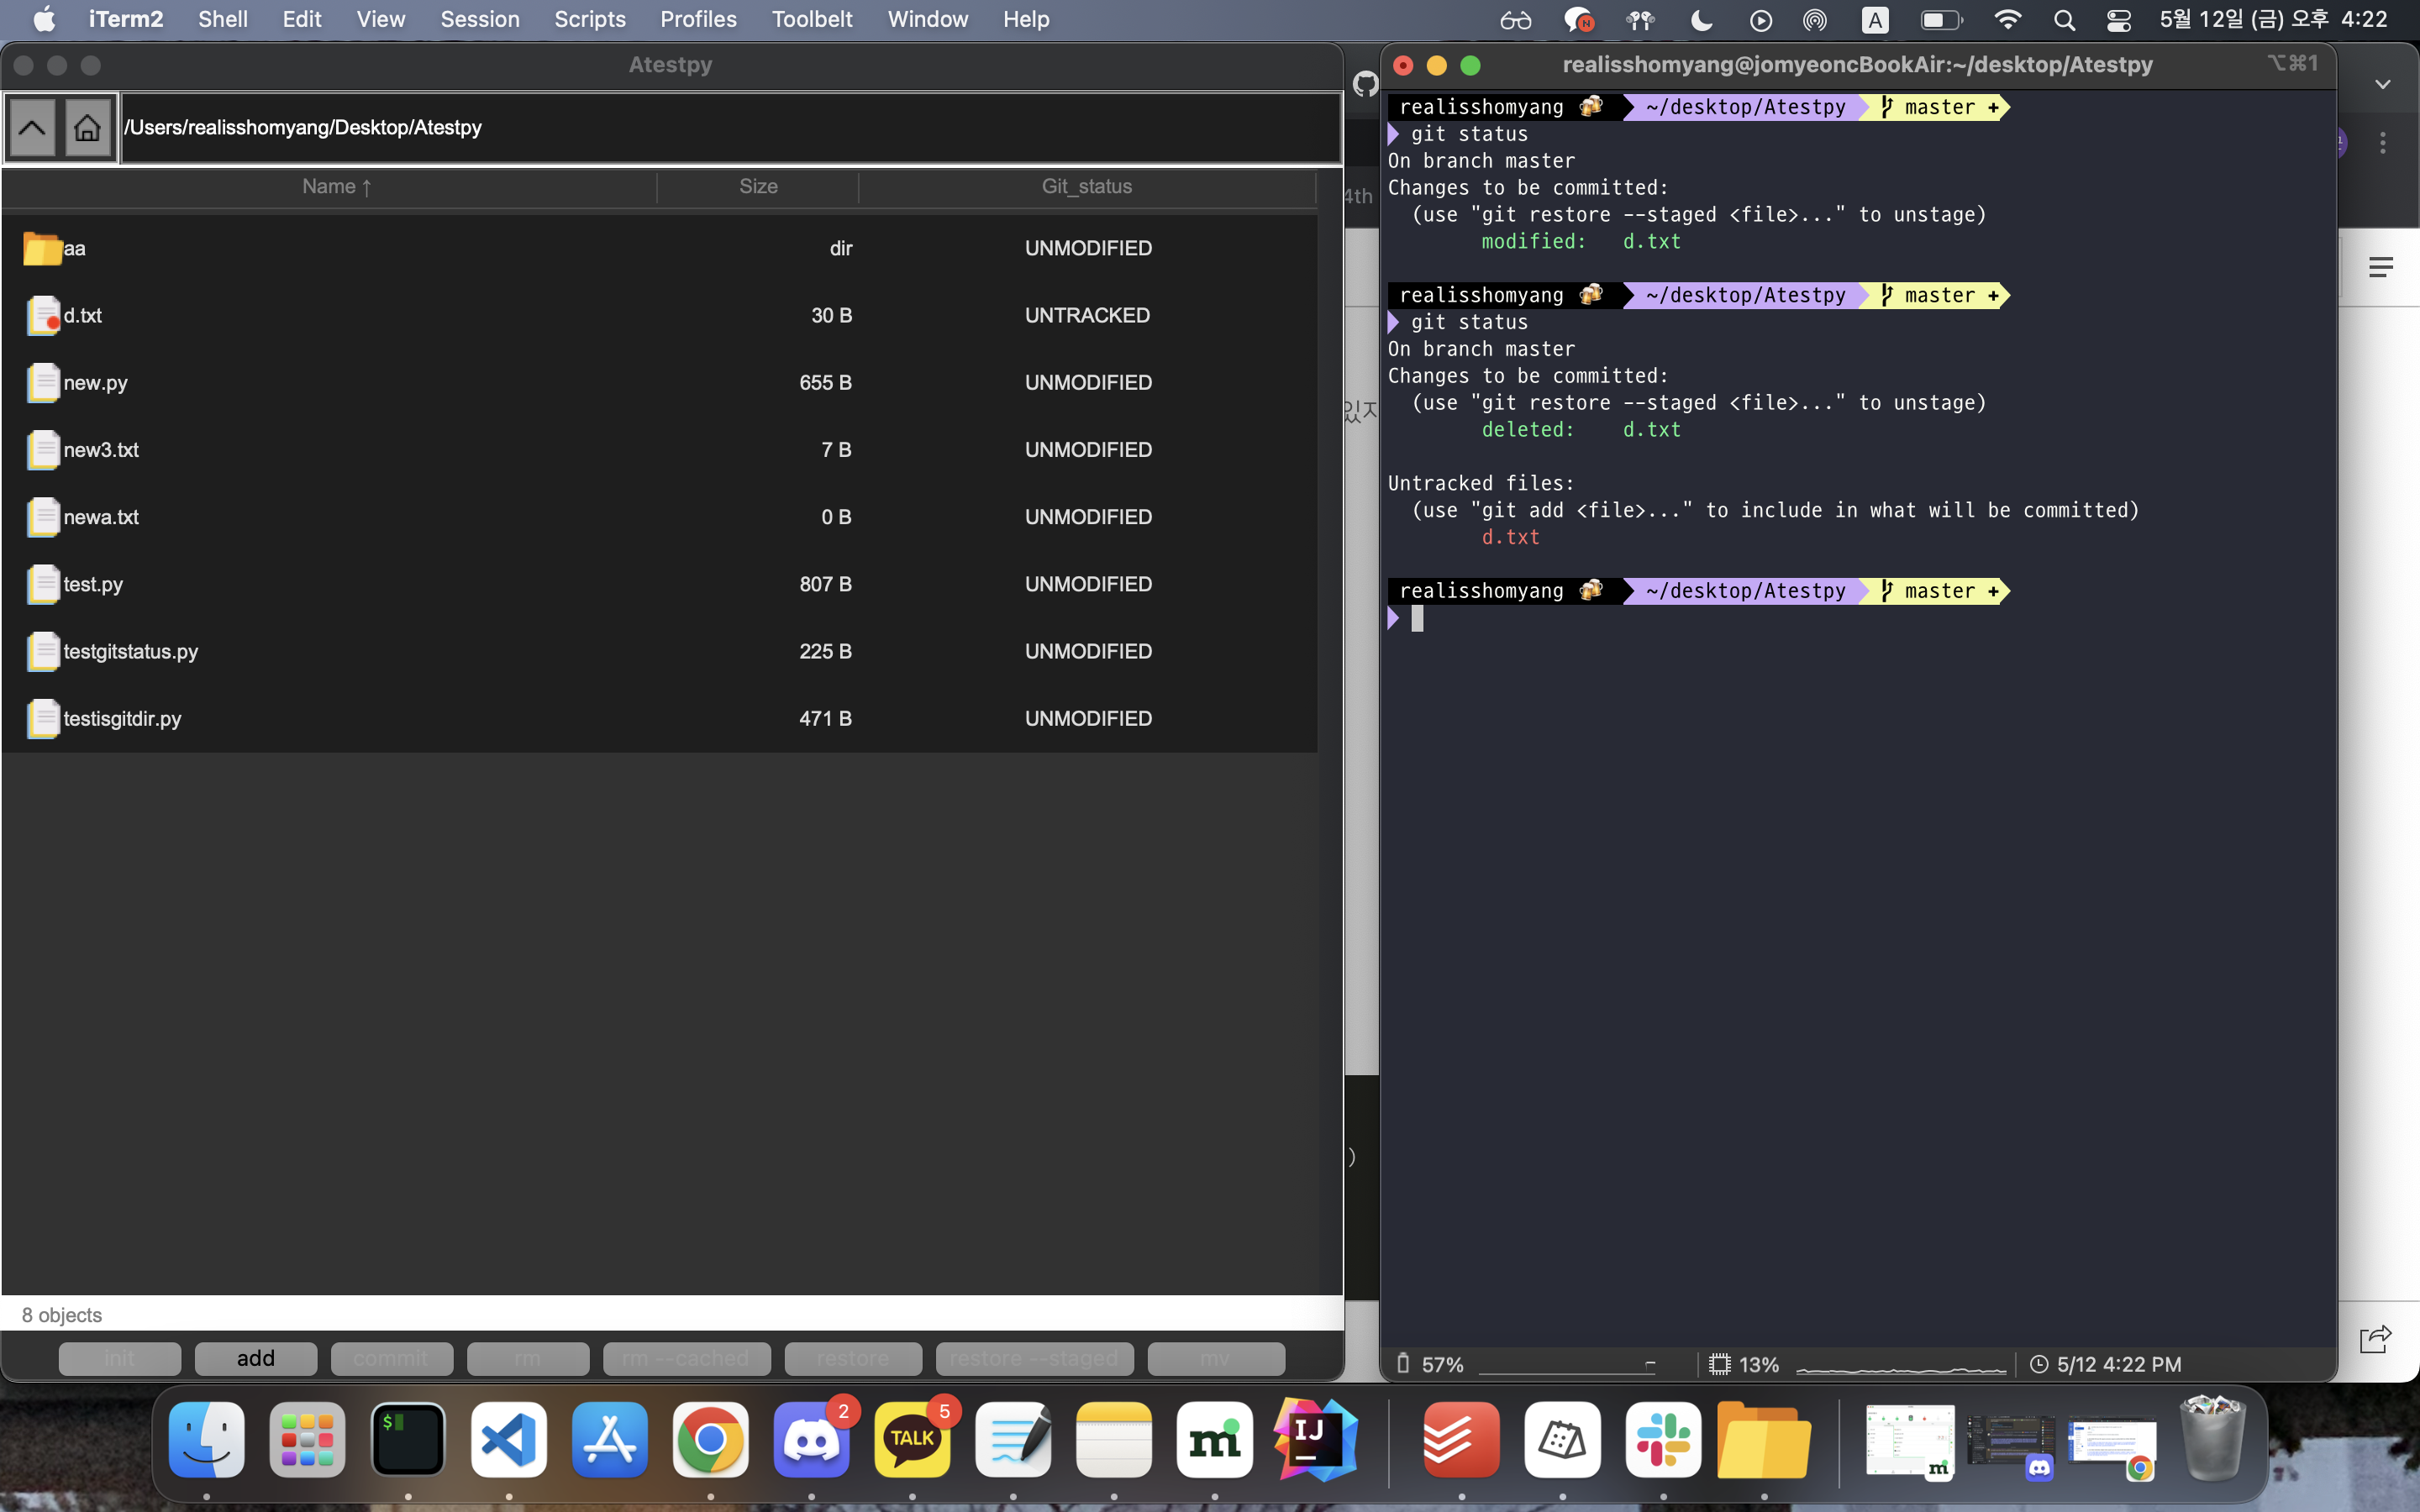 iTerm2 Shell Edit View Session Scripts Profiles Toolbelt Window Help
A 5월 12일 (금) 오후 4:22
Atestpy
/Users/realisshomyang/Desktop/Atestpy
Name ↑ Size Git_status
aa dir UNMODIFIED
d.txt 30 B UNTRACKED
new.py 655 B UNMODIFIED
new3.txt 7 B UNMODIFIED
newa.txt 0 B UNMODIFIED
test.py 807 B UNMODIFIED
testgitstatus.py 225 B UNMODIFIED
testisgitdir.py 471 B UNMODIFIED
8 objects
init add commit rm rm --cached restore restore --staged mv
4th
있지
)
realisshomyang@jomyeoncBookAir:~/desktop/Atestpy ⌥⌘1
realisshomyang 🍻 ~/desktop/Atestpy master +
git status
On branch master
Changes to be committed:
(use "git restore --staged <file>..." to unstage)
modified: d.txt
realisshomyang 🍻 ~/desktop/Atestpy master +
git status
On branch master
Changes to be committed:
(use "git restore --staged <file>..." to unstage)
deleted: d.txt
Untracked files:
(use "git add <file>..." to include in what will be committed)
d.txt
realisshomyang 🍻 ~/desktop/Atestpy master +
57% 13% 5/12 4:22 PM
$ 2 TALK 5 m IJ m